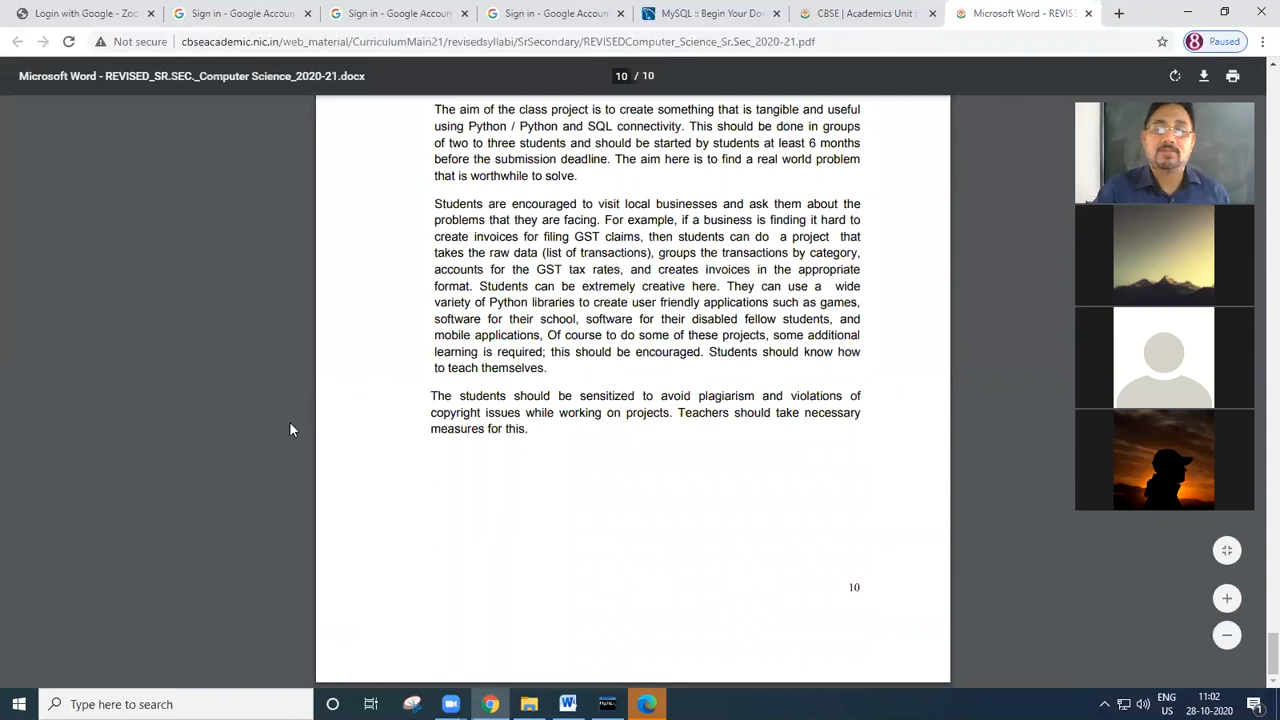 Login with Google - Zoc
Sign in - Google Accoun
Sign in - Google Accoun
Sign in - Google Accoun
MySQL :: Begin Your Dow
CBSE | Academics Unit :
Microsoft Word - REVISE
Not secure | cbseacademic.nic.in/web_material/CurriculumMain21/revisedsyllabi/SrSecondary/REVISEDComputer_Science_Sr.Sec_2020-21.pdf
8 Paused
Microsoft Word - REVISED_SR.SEC._Computer Science_2020-21.docx
10 / 10
The aim of the class project is to create something that is tangible and useful
using Python / Python and SQL connectivity. This should be done in groups
of two to three students and should be started by students at least 6 months
before the submission deadline. The aim here is to find a real world problem
that is worthwhile to solve.
Students are encouraged to visit local businesses and ask them about the
problems that they are facing. For example, if a business is finding it hard to
create invoices for filing GST claims, then students can do a project that
takes the raw data (list of transactions), groups the transactions by category,
accounts for the GST tax rates, and creates invoices in the appropriate
format. Students can be extremely creative here. They can use a wide
variety of Python libraries to create user friendly applications such as games,
software for their school, software for their disabled fellow students, and
mobile applications, Of course to do some of these projects, some additional
learning is required; this should be encouraged. Students should know how
to teach themselves.
The students should be sensitized to avoid plagiarism and violations of
copyright issues while working on projects. Teachers should take necessary
measures for this.
10
Type here to search
ENG
US
11:02
28-10-2020